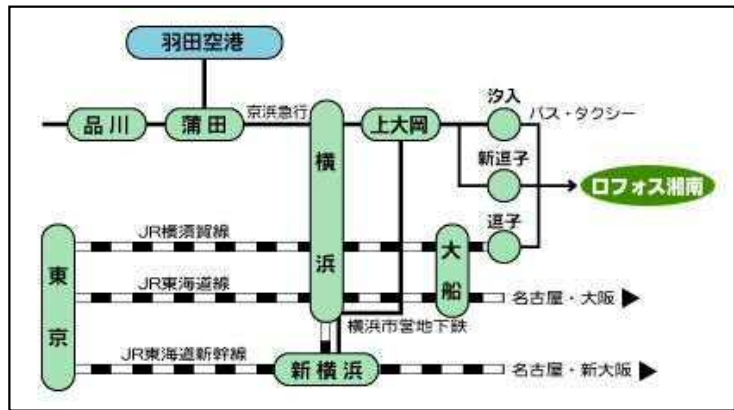 羽田空港
汐入
京浜急行
バス・タクシー
品川
蒲田
横浜
上大岡
新逗子
ロフォス湘南
逗子
JR横須賀線
東京
大船
JR東海道線
名古屋・大阪
横浜市営地下鉄
JR東海道新幹線
新横浜
名古屋・新大阪